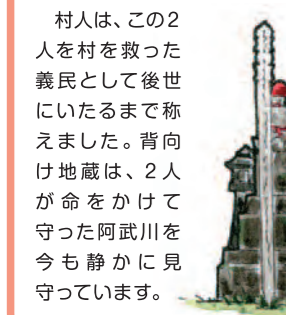 村人は、この2
人を村を救った
義民として後世
にいたるまで称
えました。背向
け地蔵は、2人
が命をかけて
守った阿武川を
今も静かに見
守っています。